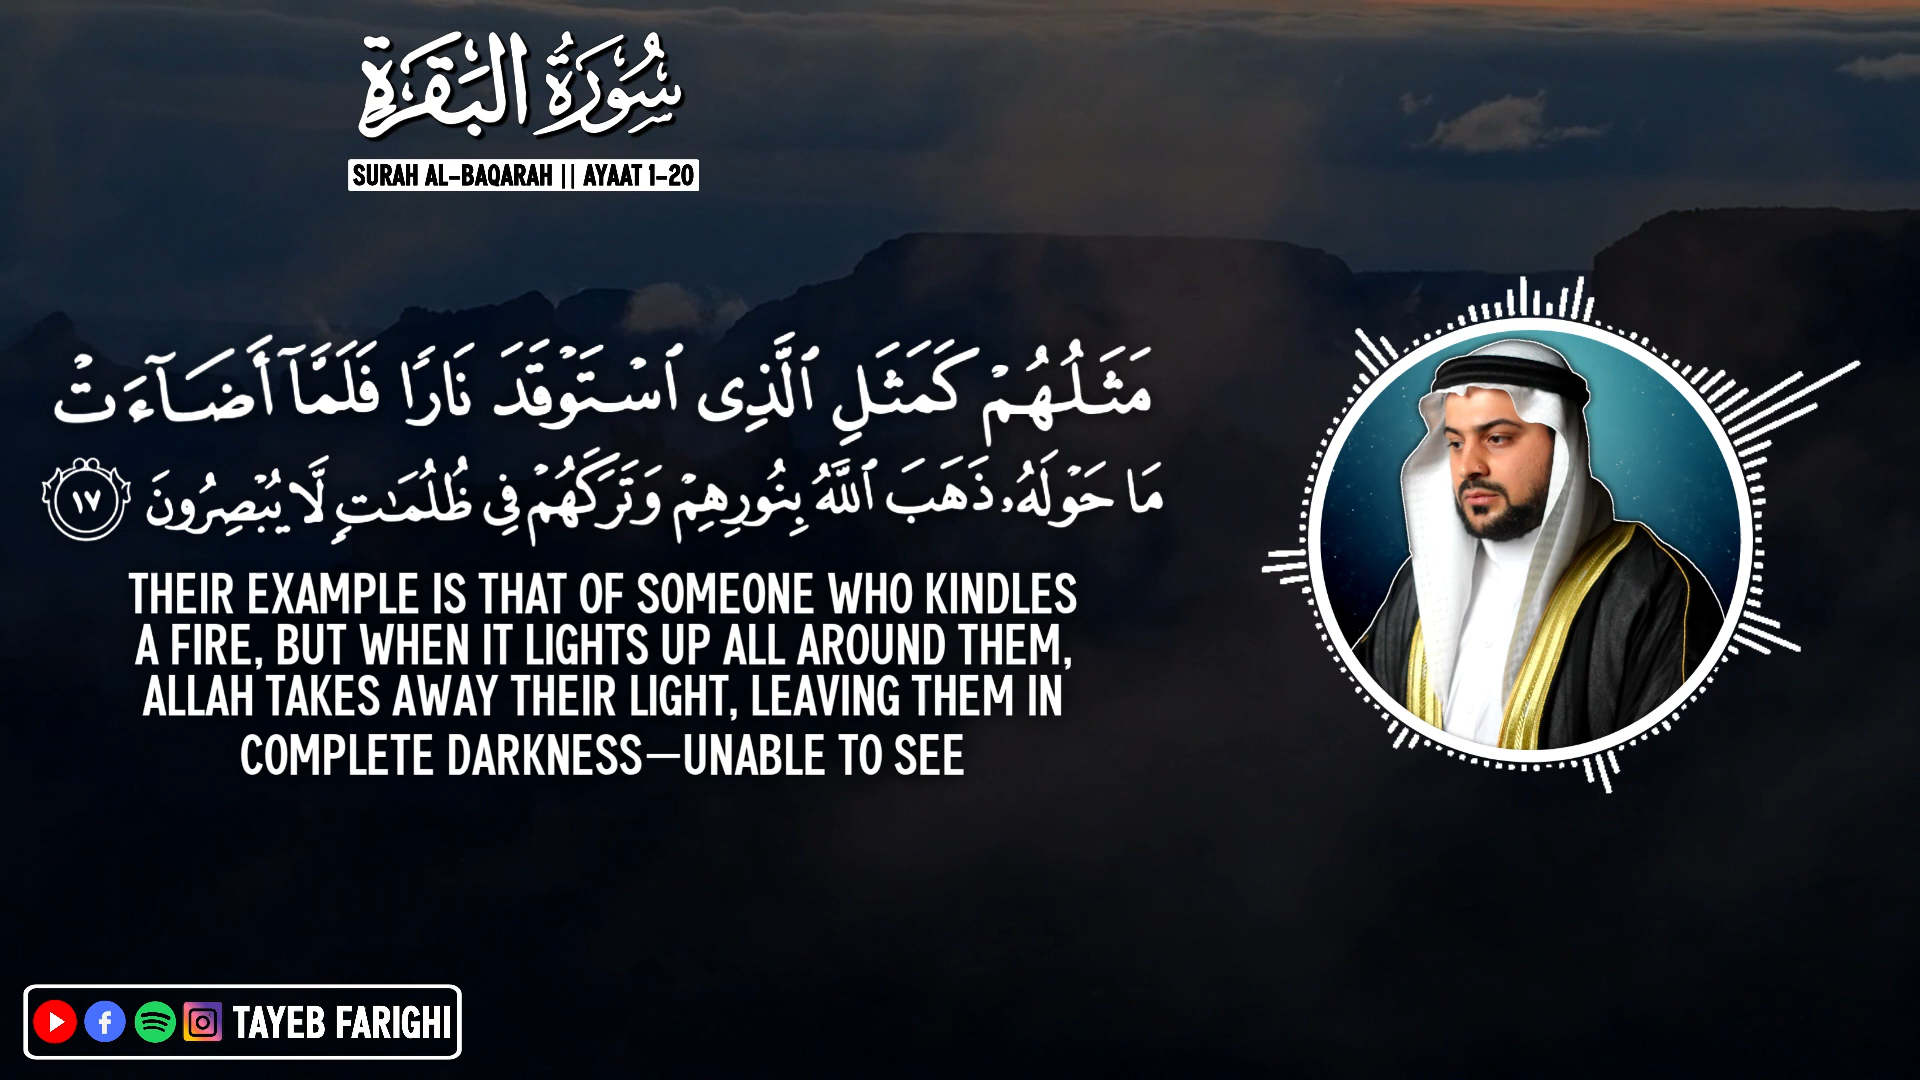 سُورَةُ البَقَرَةِ
SURAH AL-BAQARAH || AYAAT 1-20
مَثَلُهُمْ كَمَثَلِ ٱلَّذِى ٱسْتَوْقَدَ نَارًا فَلَمَّآ أَضَآءَتْ
مَا حَوْلَهُۥ ذَهَبَ ٱللَّهُ بِنُورِهِمْ وَتَرَكَهُمْ فِى ظُلُمَـٰتٍ لَّا يُبْصِرُونَ ١٧
THEIR EXAMPLE IS THAT OF SOMEONE WHO KINDLES
A FIRE, BUT WHEN IT LIGHTS UP ALL AROUND THEM,
ALLAH TAKES AWAY THEIR LIGHT, LEAVING THEM IN
COMPLETE DARKNESS—UNABLE TO SEE
TAYEB FARIGHI